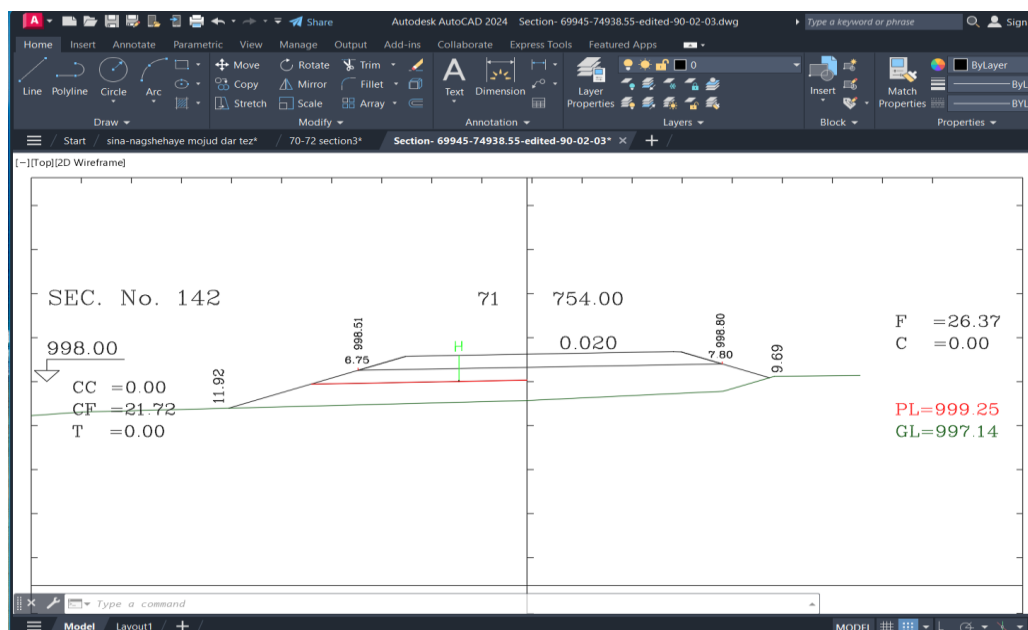 A Share Autodesk AutoCAD 2024 Section- 69945-74938.55-edited-90-02-03.dwg Type a keyword or phrase Sign
Home Insert Annotate Parametric View Manage Output Add-ins Collaborate Express Tools Featured Apps
Line Polyline Circle Arc
Move Rotate Trim
Copy Mirror Fillet
Stretch Scale Array
Text Dimension
Layer Properties
0
Insert
Match Properties
ByLayer
ByL
BYL
Draw Modify Annotation Layers Block Properties
Start sina-nagshehaye mojud dar tez* 70-72 section3* Section- 69945-74938.55-edited-90-02-03*
[−][Top][2D Wireframe]
SEC. No. 142 71 754.00
998.00
998.51
6.75
H
0.020
998.80
7.80
9.69
11.92
F =26.37
C =0.00
CC =0.00
CF =21.72
T =0.00
PL=999.25
GL=997.14
Type a command
Model Layout1 MODEL